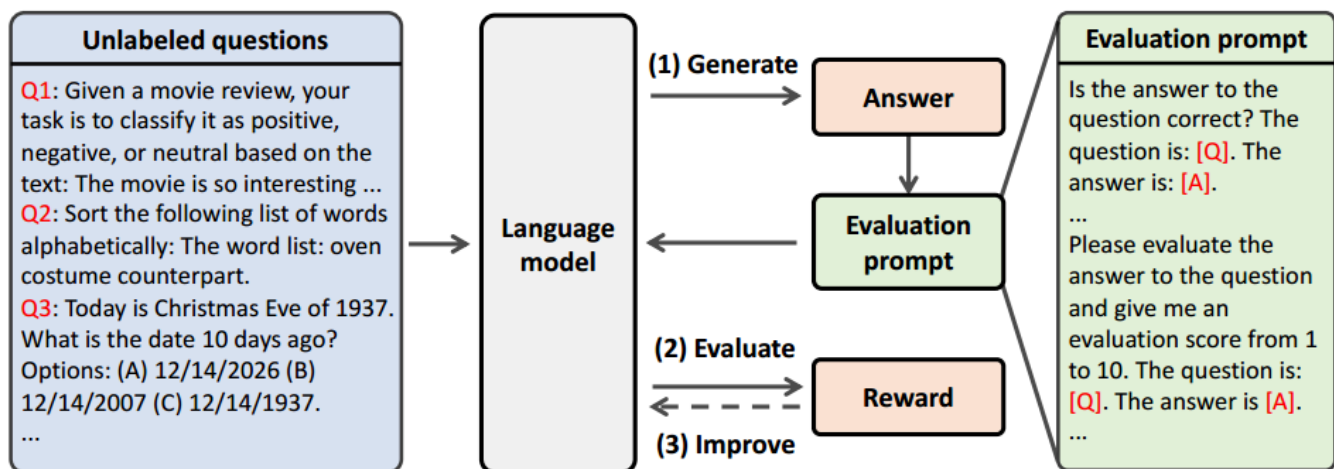 Unlabeled questions
Q1: Given a movie review, your
task is to classify it as positive,
negative, or neutral based on the
text: The movie is so interesting ...
Q2: Sort the following list of words
alphabetically: The word list: oven
costume counterpart.
Q3: Today is Christmas Eve of 1937.
What is the date 10 days ago?
Options: (A) 12/14/2026 (B)
12/14/2007 (C) 12/14/1937.
...
Language
model
(1) Generate
Answer
Evaluation
prompt
(2) Evaluate
Reward
(3) Improve
Evaluation prompt
Is the answer to the
question correct? The
question is: [Q]. The
answer is: [A].
...
Please evaluate the
answer to the question
and give me an
evaluation score from 1
to 10. The question is:
[Q]. The answer is [A].
...